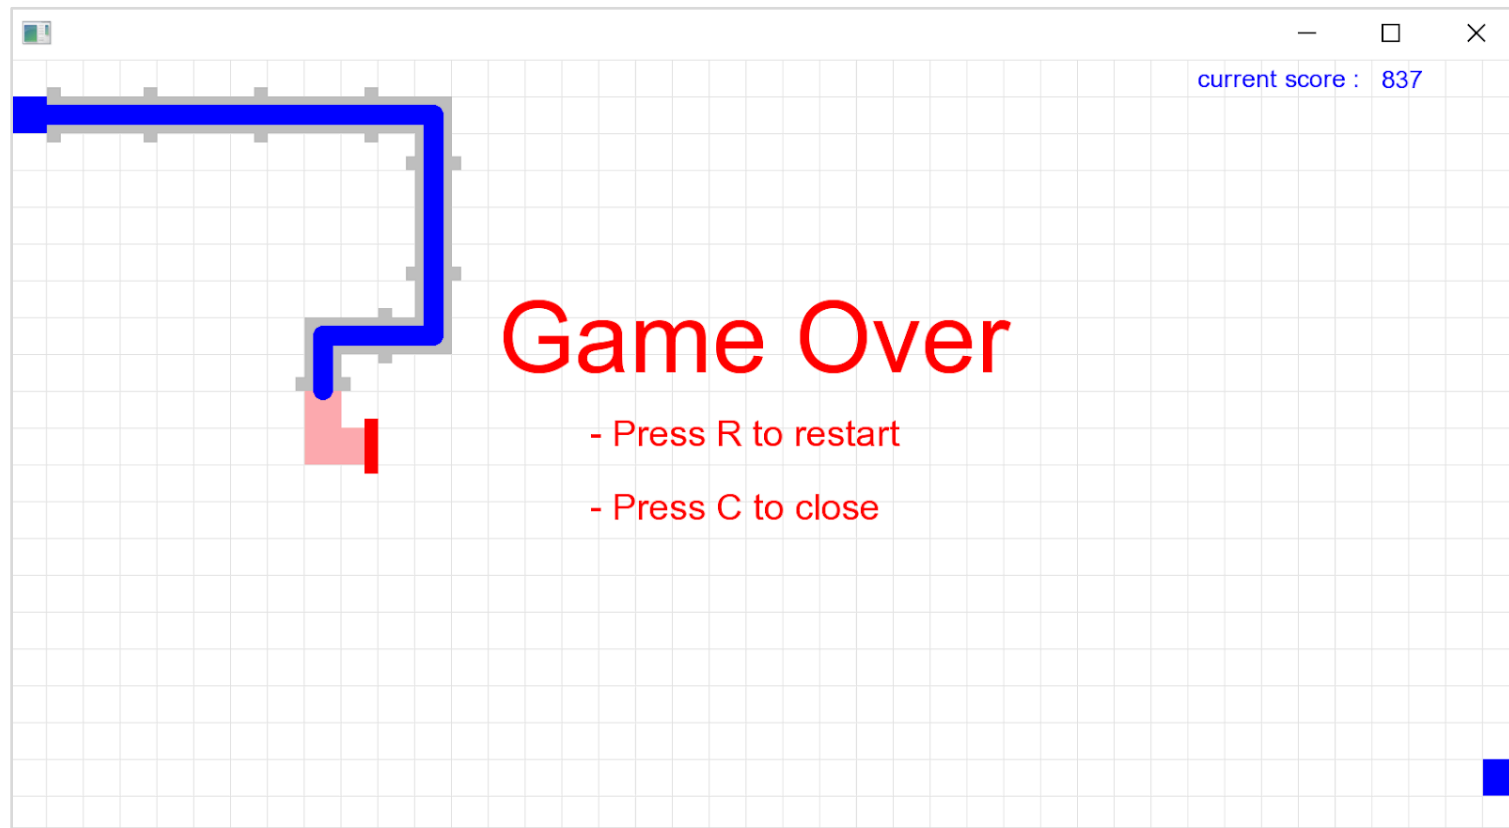 current score : 837
Game Over
- Press R to restart
- Press C to close